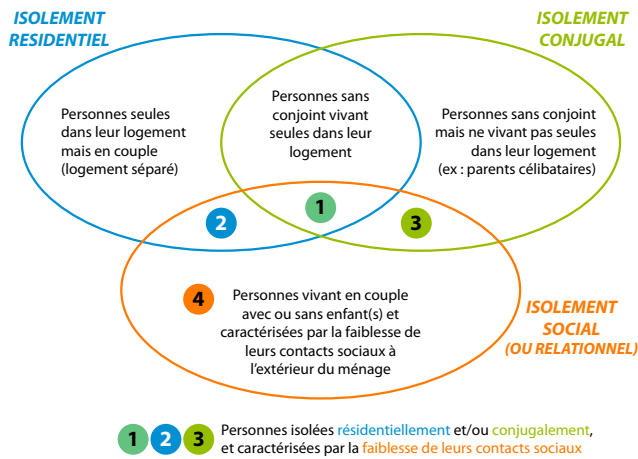 ISOLEMENT
RESIDENTIEL
ISOLEMENT
CONJUGAL
Personnes seules
dans leur logement
mais en couple
(logement séparé)
Personnes sans
conjoint vivant
seules dans leur
logement
Personnes sans conjoint
mais ne vivant pas seules
dans leur logement
(ex : parents célibataires)
2
1
3
4
Personnes vivant en couple
avec ou sans enfant(s) et
caractérisées par la faiblesse de
leurs contacts sociaux à
l'extérieur du ménage
ISOLEMENT
SOCIAL
(OU RELATIONNEL)
1 2 3 Personnes isolées résidentiellement et/ou conjugalement,
et caractérisées par la faiblesse de leurs contacts sociaux